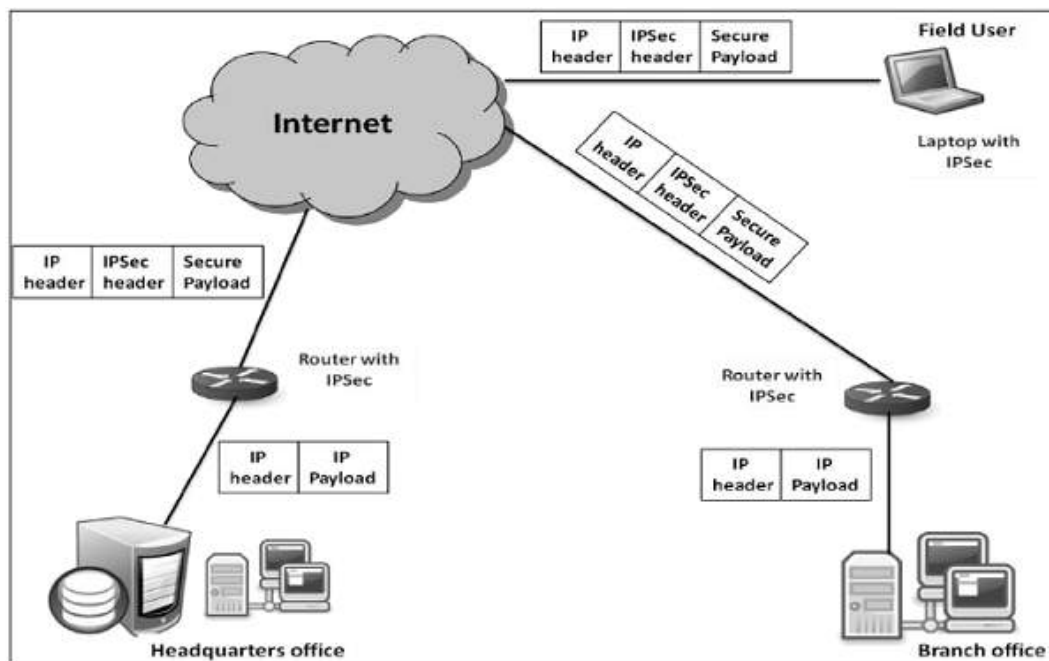 IP header
IPSec header
Secure Payload
Field User
Internet
Laptop with
IPSec
IP header
IPSec header
Secure Payload
IP header
IPSec header
Secure Payload
Router with
IPSec
Router with
IPSec
IP header
IP Payload
IP header
IP Payload
Headquarters office
Branch office